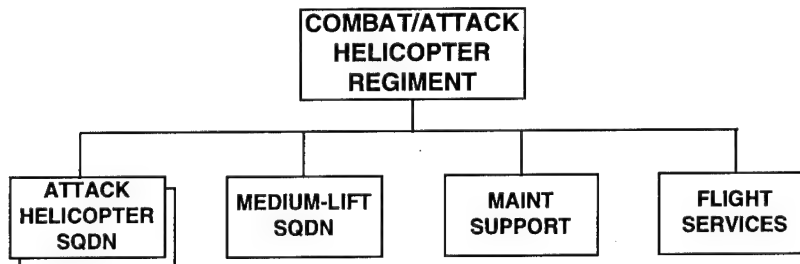 COMBAT/ATTACK
HELICOPTER
REGIMENT
ATTACK
HELICOPTER
SQDN
MEDIUM-LIFT
SQDN
MAINT
SUPPORT
FLIGHT
SERVICES